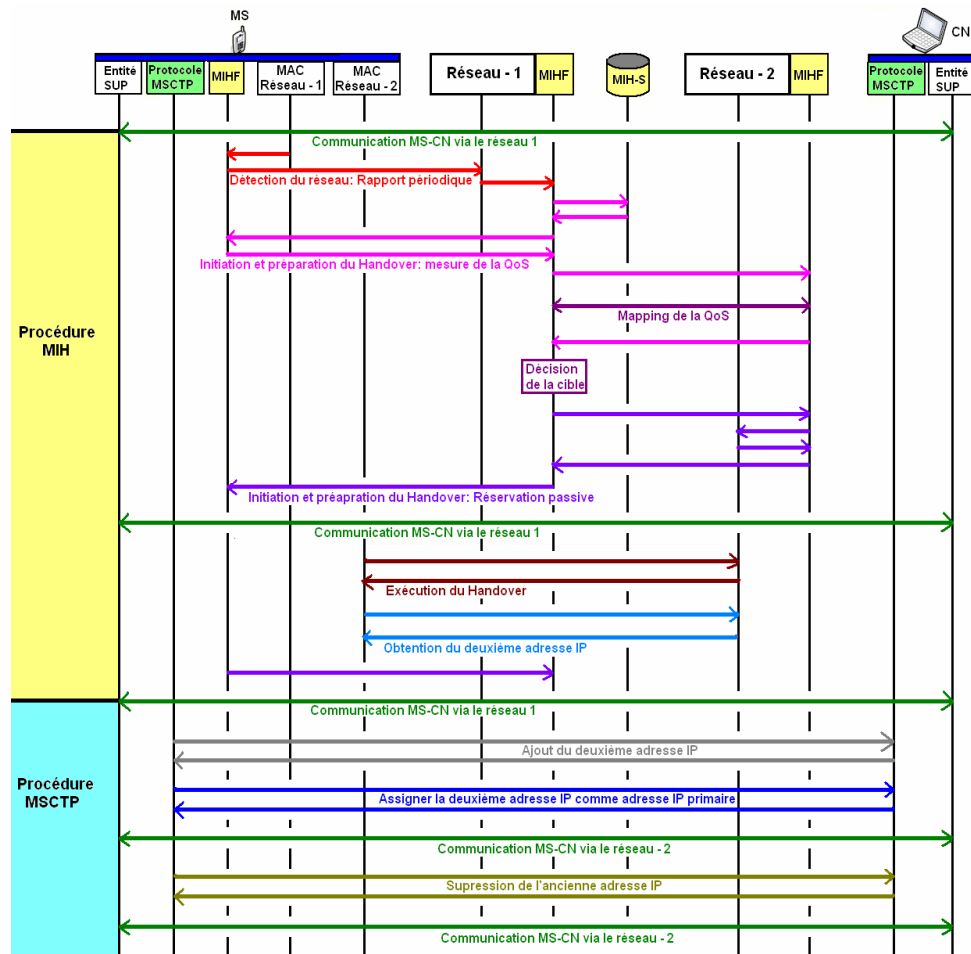 MS
CN
Entité
SUP
Protocole
MSCTP
MIHF
MAC
Réseau - 1
MAC
Réseau - 2
Réseau - 1
MIHF
MIH-S
Réseau - 2
MIHF
Protocole
MSCTP
Entité
SUP
Communication MS-CN via le réseau 1
Détection du réseau: Rapport périodique
Initiation et préparation du Handover: mesure de la QoS
Mapping de la QoS
Procédure
MIH
Décision
de la cible
Initiation et préapration du Handover: Réservation passive
Communication MS-CN via le réseau 1
Exécution du Handover
Obtention du deuxième adresse IP
Communication MS-CN via le réseau 1
Ajout du deuxième adresse IP
Procédure
MSCTP
Assigner la deuxième adresse IP comme adresse IP primaire
Communication MS-CN via le réseau - 2
Supression de l'ancienne adresse IP
Communication MS-CN via le réseau - 2